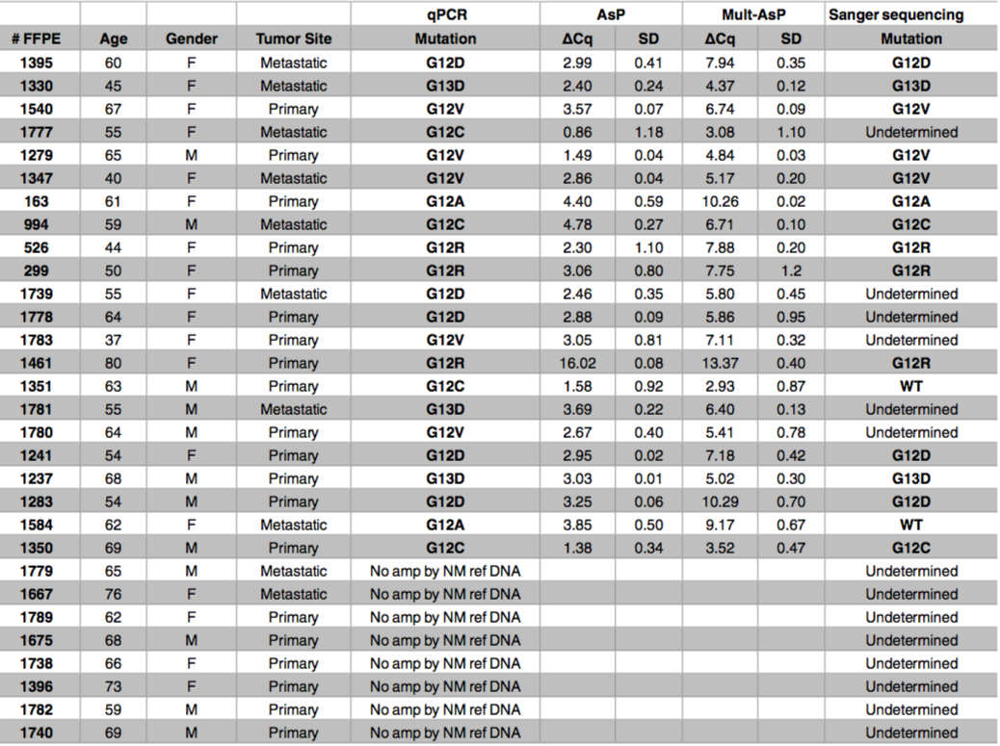 qPCR AsP Mult-AsP Sanger sequencing
# FFPE Age Gender Tumor Site Mutation ΔCq SD ΔCq SD Mutation
1395 60 F Metastatic G12D 2.99 0.41 7.94 0.35 G12D
1330 45 F Metastatic G13D 2.40 0.24 4.37 0.12 G13D
1540 67 F Primary G12V 3.57 0.07 6.74 0.09 G12V
1777 55 F Metastatic G12C 0.86 1.18 3.08 1.10 Undetermined
1279 65 M Primary G12V 1.49 0.04 4.84 0.03 G12V
1347 40 F Metastatic G12V 2.86 0.04 5.17 0.20 G12V
163 61 F Primary G12A 4.40 0.59 10.26 0.02 G12A
994 59 M Metastatic G12C 4.78 0.27 6.71 0.10 G12C
526 44 F Primary G12R 2.30 1.10 7.88 0.20 G12R
299 50 F Primary G12R 3.06 0.80 7.75 1.2 G12R
1739 55 F Metastatic G12D 2.46 0.35 5.80 0.45 Undetermined
1778 64 F Primary G12D 2.88 0.09 5.86 0.95 Undetermined
1783 37 F Primary G12V 3.05 0.81 7.11 0.32 Undetermined
1461 80 F Primary G12R 16.02 0.08 13.37 0.40 G12R
1351 63 M Primary G12C 1.58 0.92 2.93 0.87 WT
1781 55 M Metastatic G13D 3.69 0.22 6.40 0.13 Undetermined
1780 64 M Primary G12V 2.67 0.40 5.41 0.78 Undetermined
1241 54 F Primary G12D 2.95 0.02 7.18 0.42 G12D
1237 68 M Primary G13D 3.03 0.01 5.02 0.30 G13D
1283 54 M Primary G12D 3.25 0.06 10.29 0.70 G12D
1584 62 F Metastatic G12A 3.85 0.50 9.17 0.67 WT
1350 69 M Primary G12C 1.38 0.34 3.52 0.47 G12C
1779 65 M Metastatic No amp by NM ref DNA Undetermined
1667 76 F Metastatic No amp by NM ref DNA Undetermined
1789 62 F Primary No amp by NM ref DNA Undetermined
1675 68 M Primary No amp by NM ref DNA Undetermined
1738 66 F Primary No amp by NM ref DNA Undetermined
1396 73 F Primary No amp by NM ref DNA Undetermined
1782 59 M Primary No amp by NM ref DNA Undetermined
1740 69 M Primary No amp by NM ref DNA Undetermined